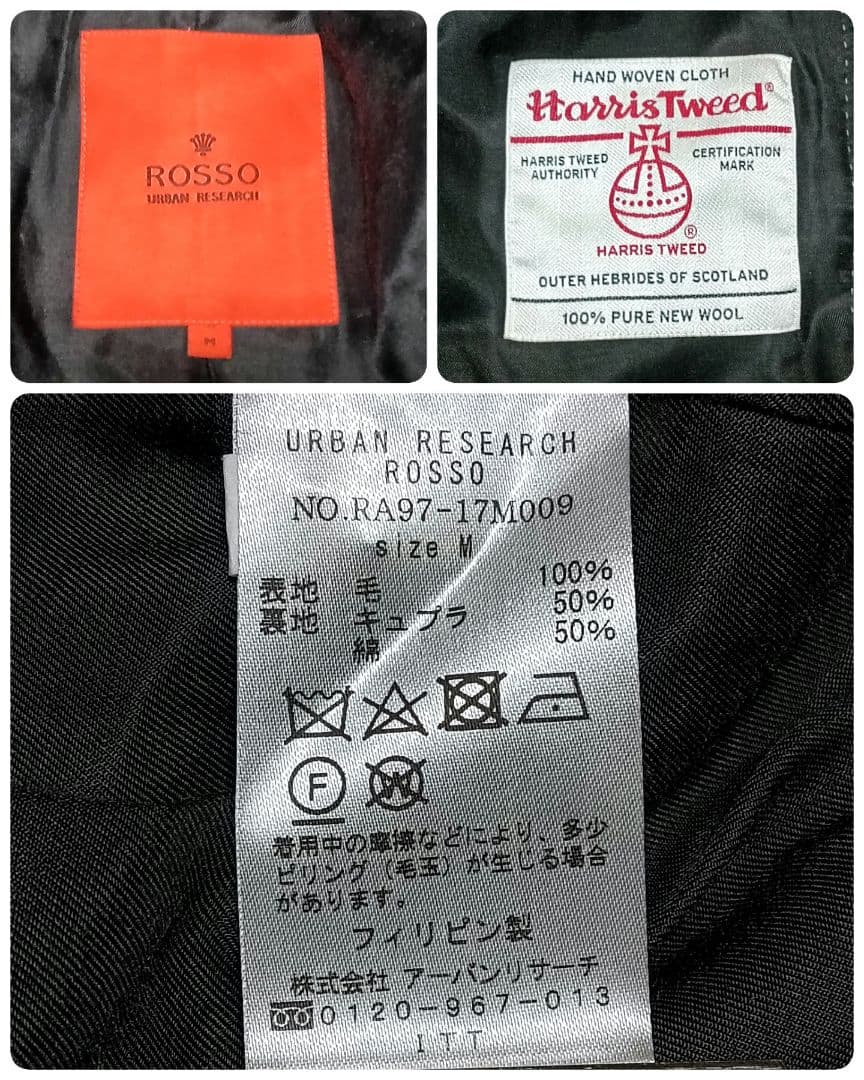 ROSSO
URBAN RESEARCH
M
HAND WOVEN CLOTH
Harris Tweed®
HARRIS TWEED
AUTHORITY
CERTIFICATION
MARK
®
HARRIS TWEED
OUTER HEBRIDES OF SCOTLAND
100% PURE NEW WOOL
URBAN RESEARCH
ROSSO
NO.RA97-17M009
size M
表地 毛 100%
裏地 キュプラ 50%
綿 50%
F
W
着用中の摩擦などにより、多少
ピリング(毛玉)が生じる場合
があります。
フィリピン製
株式会社 アーバンリサーチ
0120-967-013
ITT